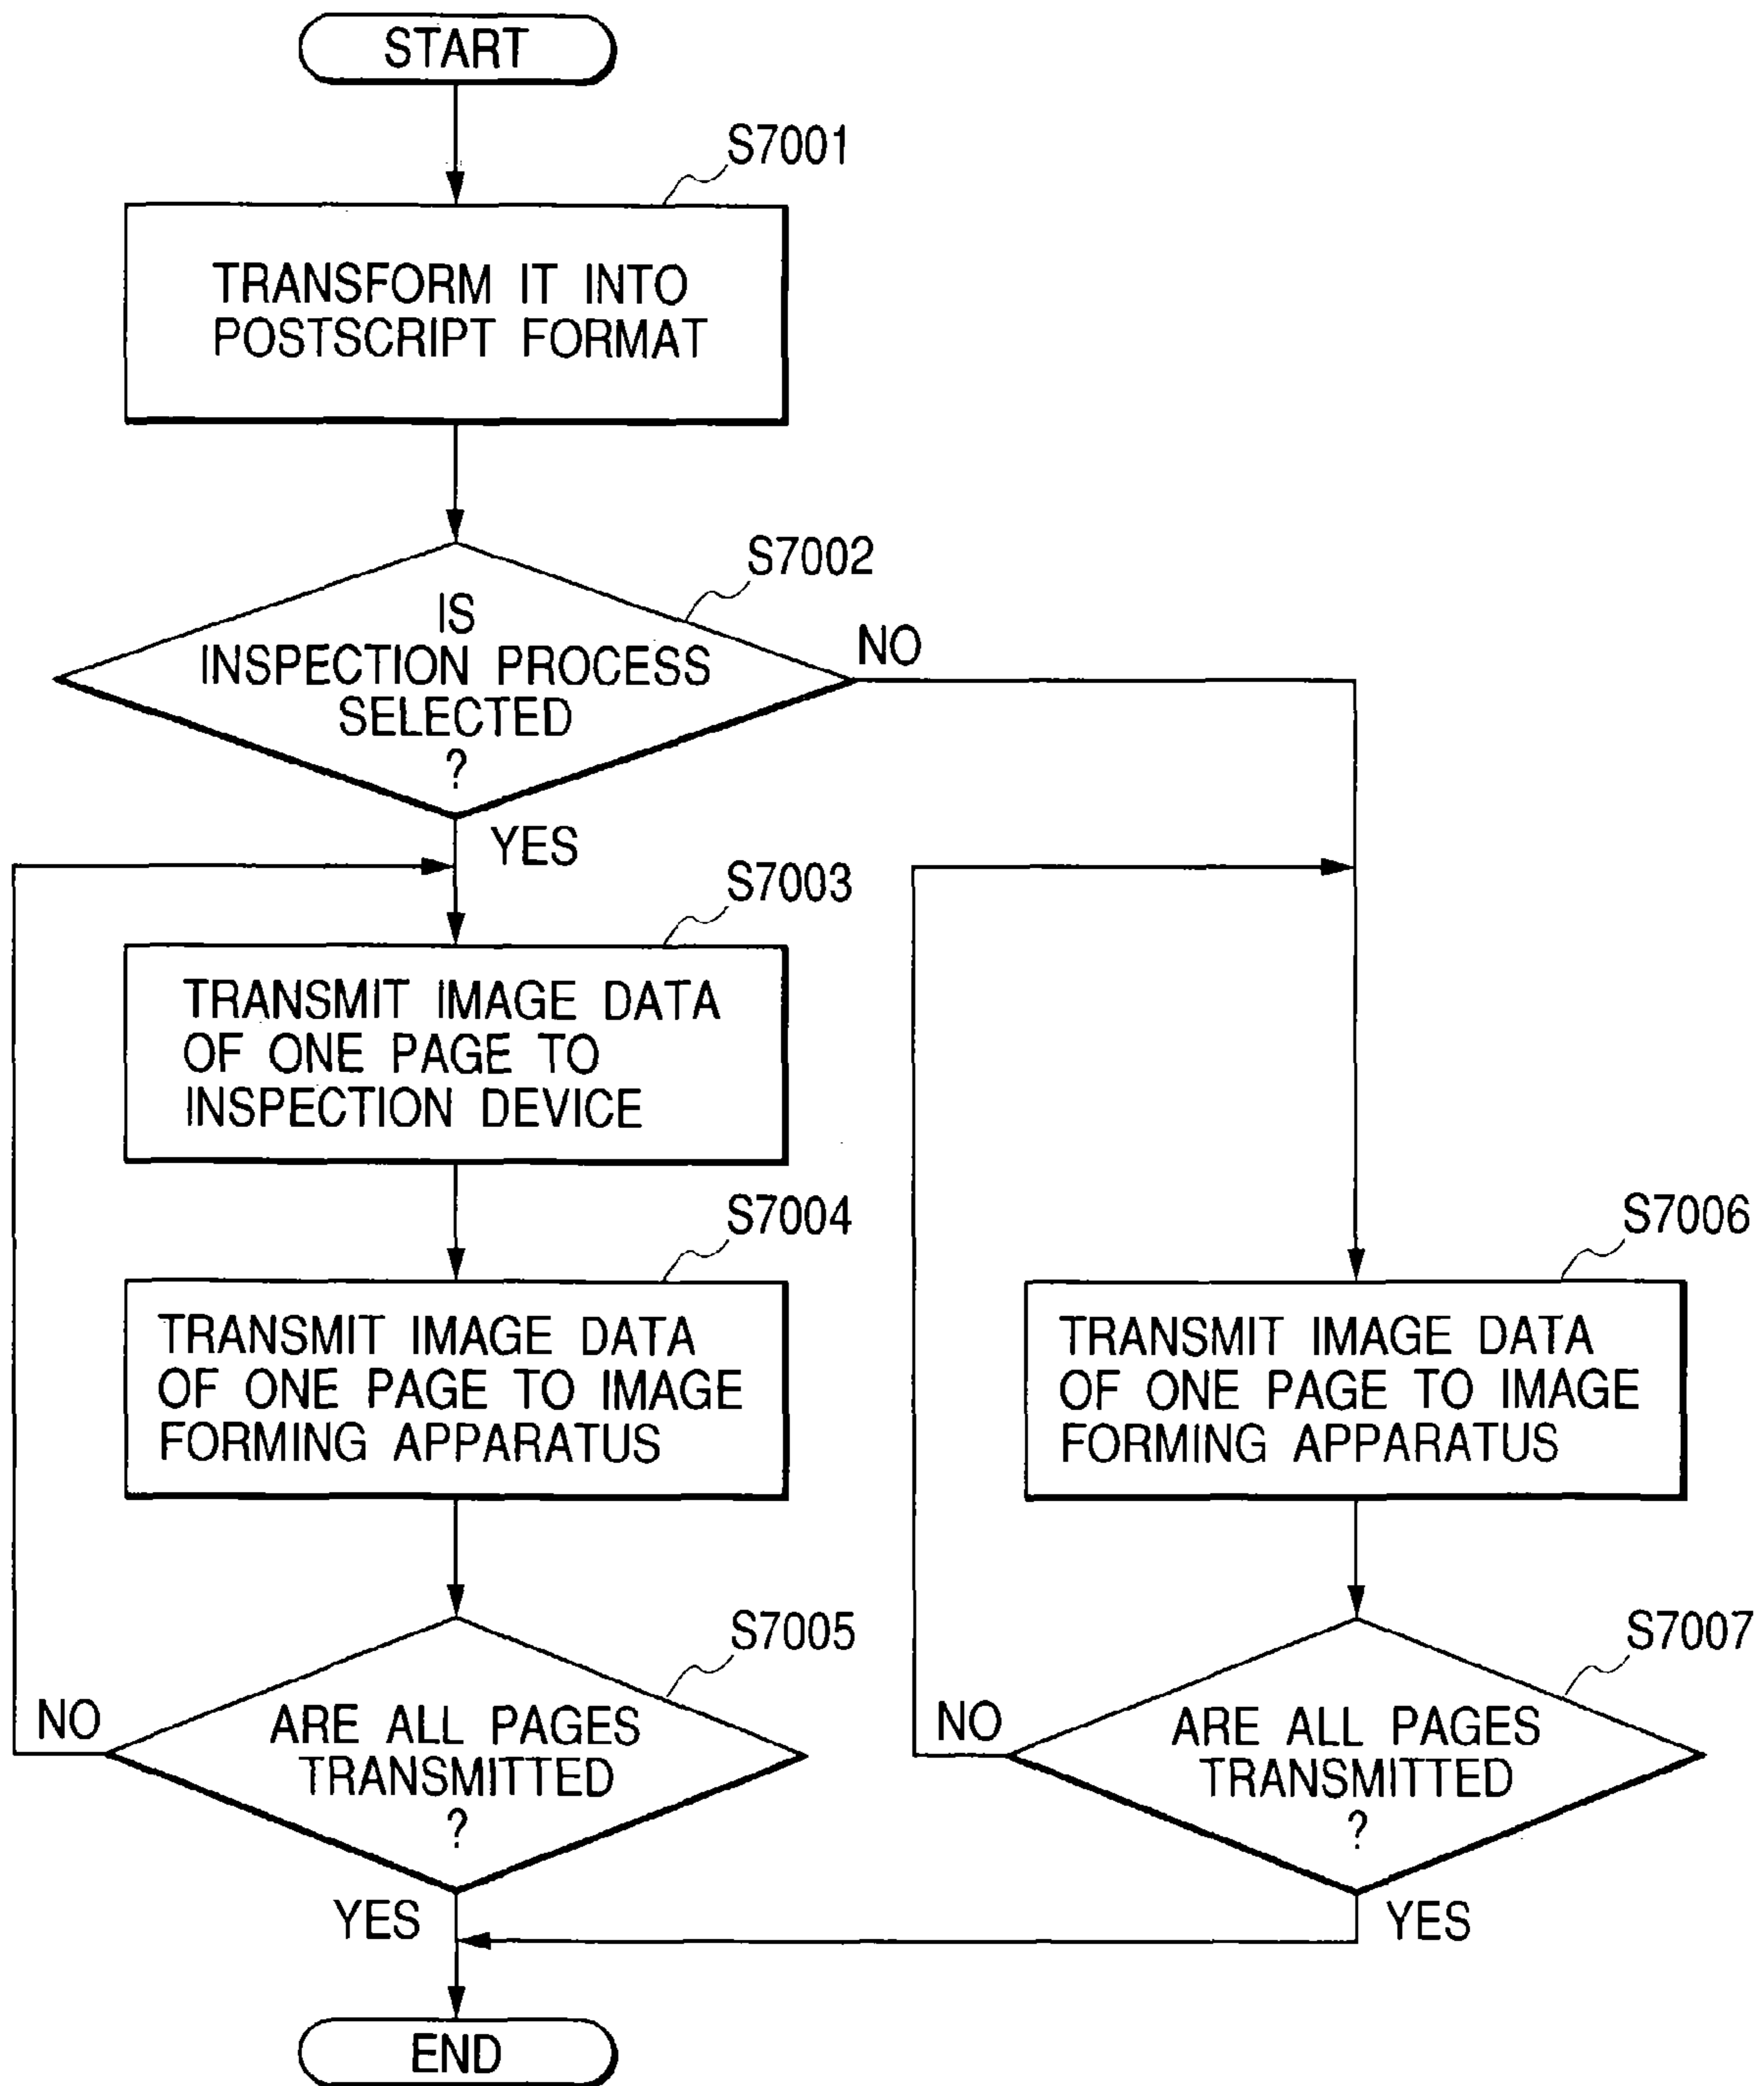 START
S7001
TRANSFORM IT INTO
POSTSCRIPT FORMAT
S7002
IS
INSPECTION PROCESS
SELECTED
?
NO
YES
S7003
TRANSMIT IMAGE DATA
OF ONE PAGE TO
INSPECTION DEVICE
S7004
TRANSMIT IMAGE DATA
OF ONE PAGE TO IMAGE
FORMING APPARATUS
S7006
TRANSMIT IMAGE DATA
OF ONE PAGE TO IMAGE
FORMING APPARATUS
S7005
NO
ARE ALL PAGES
TRANSMITTED
?
YES
S7007
NO
ARE ALL PAGES
TRANSMITTED
?
YES
END